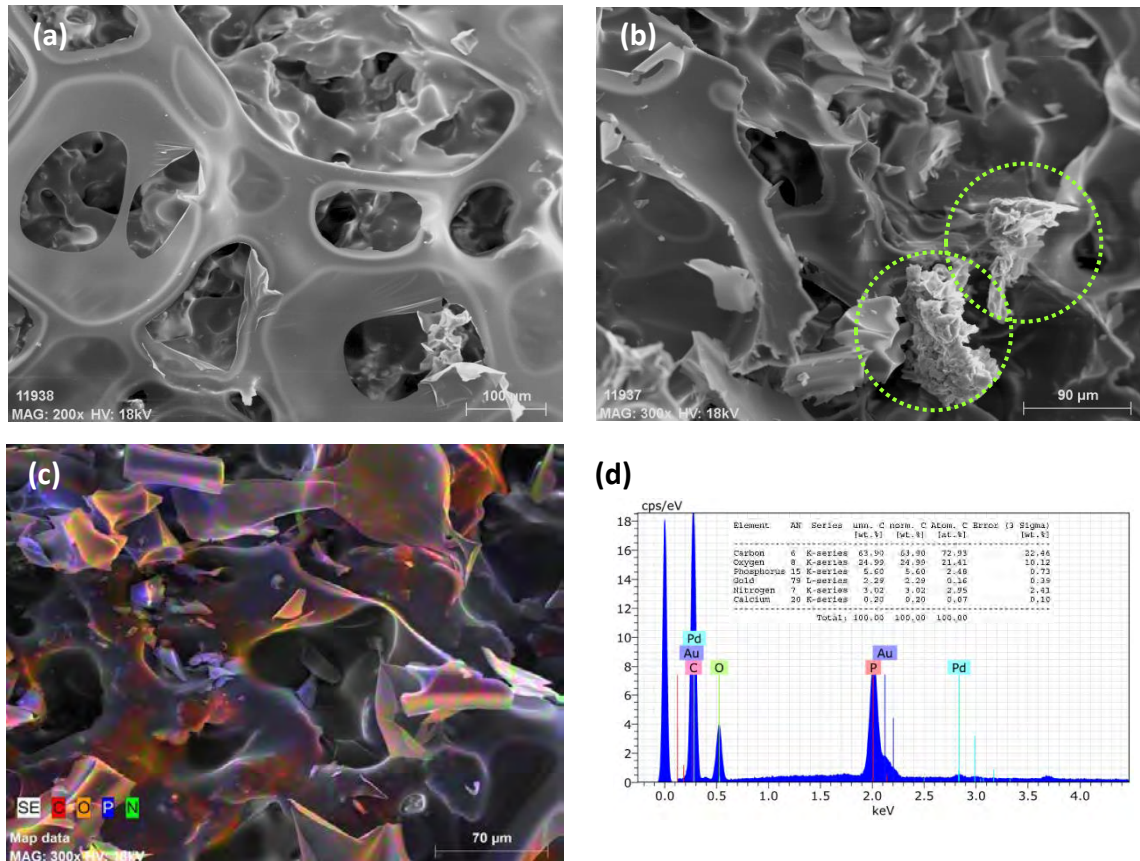 (a)
11938
MAG: 200x HV: 18kV
100 µm
(b)
11937
MAG: 300x HV: 18kV
90 µm
(c)
SE C O P N
Map data
MAG: 300x HV: 18kV
70 µm
(d)
cps/eV
Element AN Series unn. C norm. C Atom. C Error (3 Sigma)
[wt.%] [wt.%] [at.%] [wt.%]
Carbon 6 K-series 63.90 63.90 72.93 22.46
Oxygen 8 K-series 24.99 24.99 21.41 10.12
Phosphorus 15 K-series 5.60 5.60 2.48 0.73
Gold 79 L-series 2.29 2.29 0.16 0.39
Nitrogen 7 K-series 3.02 3.02 2.95 2.43
Calcium 20 K-series 0.20 0.20 0.07 0.10
Total: 100.00 100.00 100.00
18
16
14
12
10
8
6
4
2
0
Pd
Au
C
O
P
Au
Pd
0.0 0.5 1.0 1.5 2.0 2.5 3.0 3.5 4.0
keV